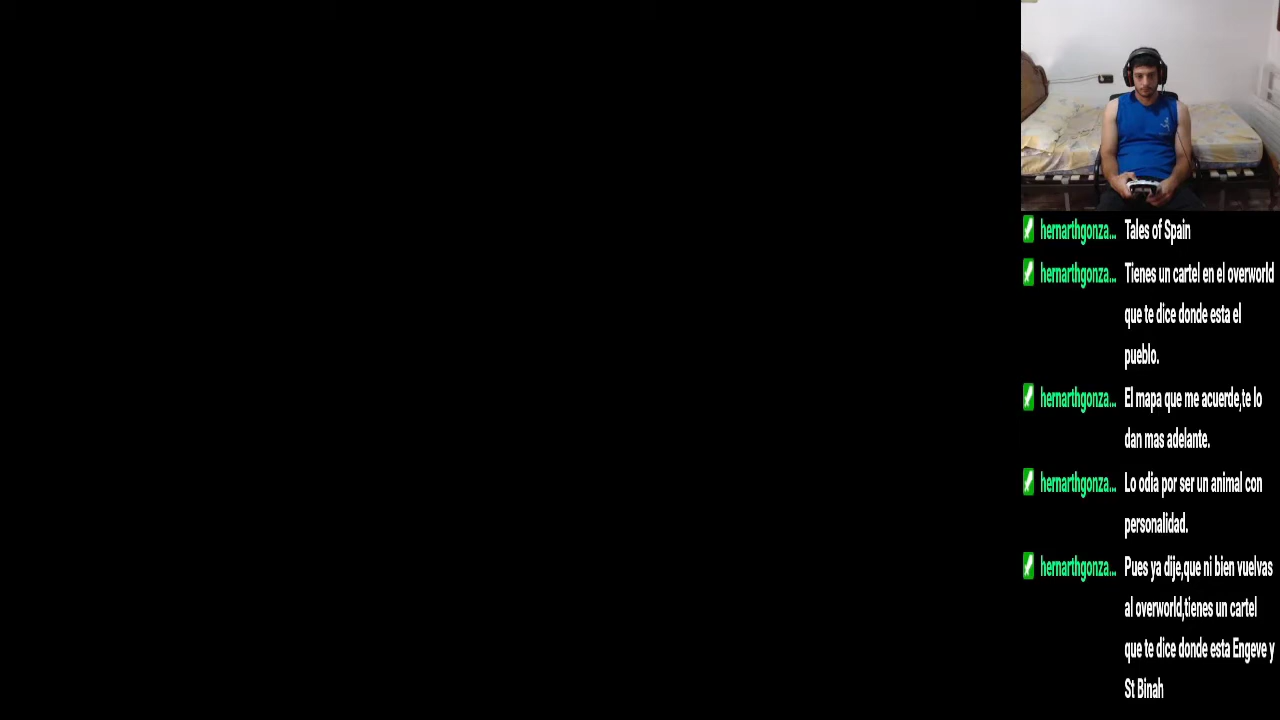 hernarthgonza... Tales of Spain
hernarthgonza... Tienes un cartel en el overworld
que te dice donde esta el
pueblo.
hernarthgonza... El mapa que me acuerde,te lo
dan mas adelante.
hernarthgonza... Lo odia por ser un animal con
personalidad.
hernarthgonza... Pues ya dije,que ni bien vuelvas
al overworld,tienes un cartel
que te dice donde esta Engeve y
St Binah